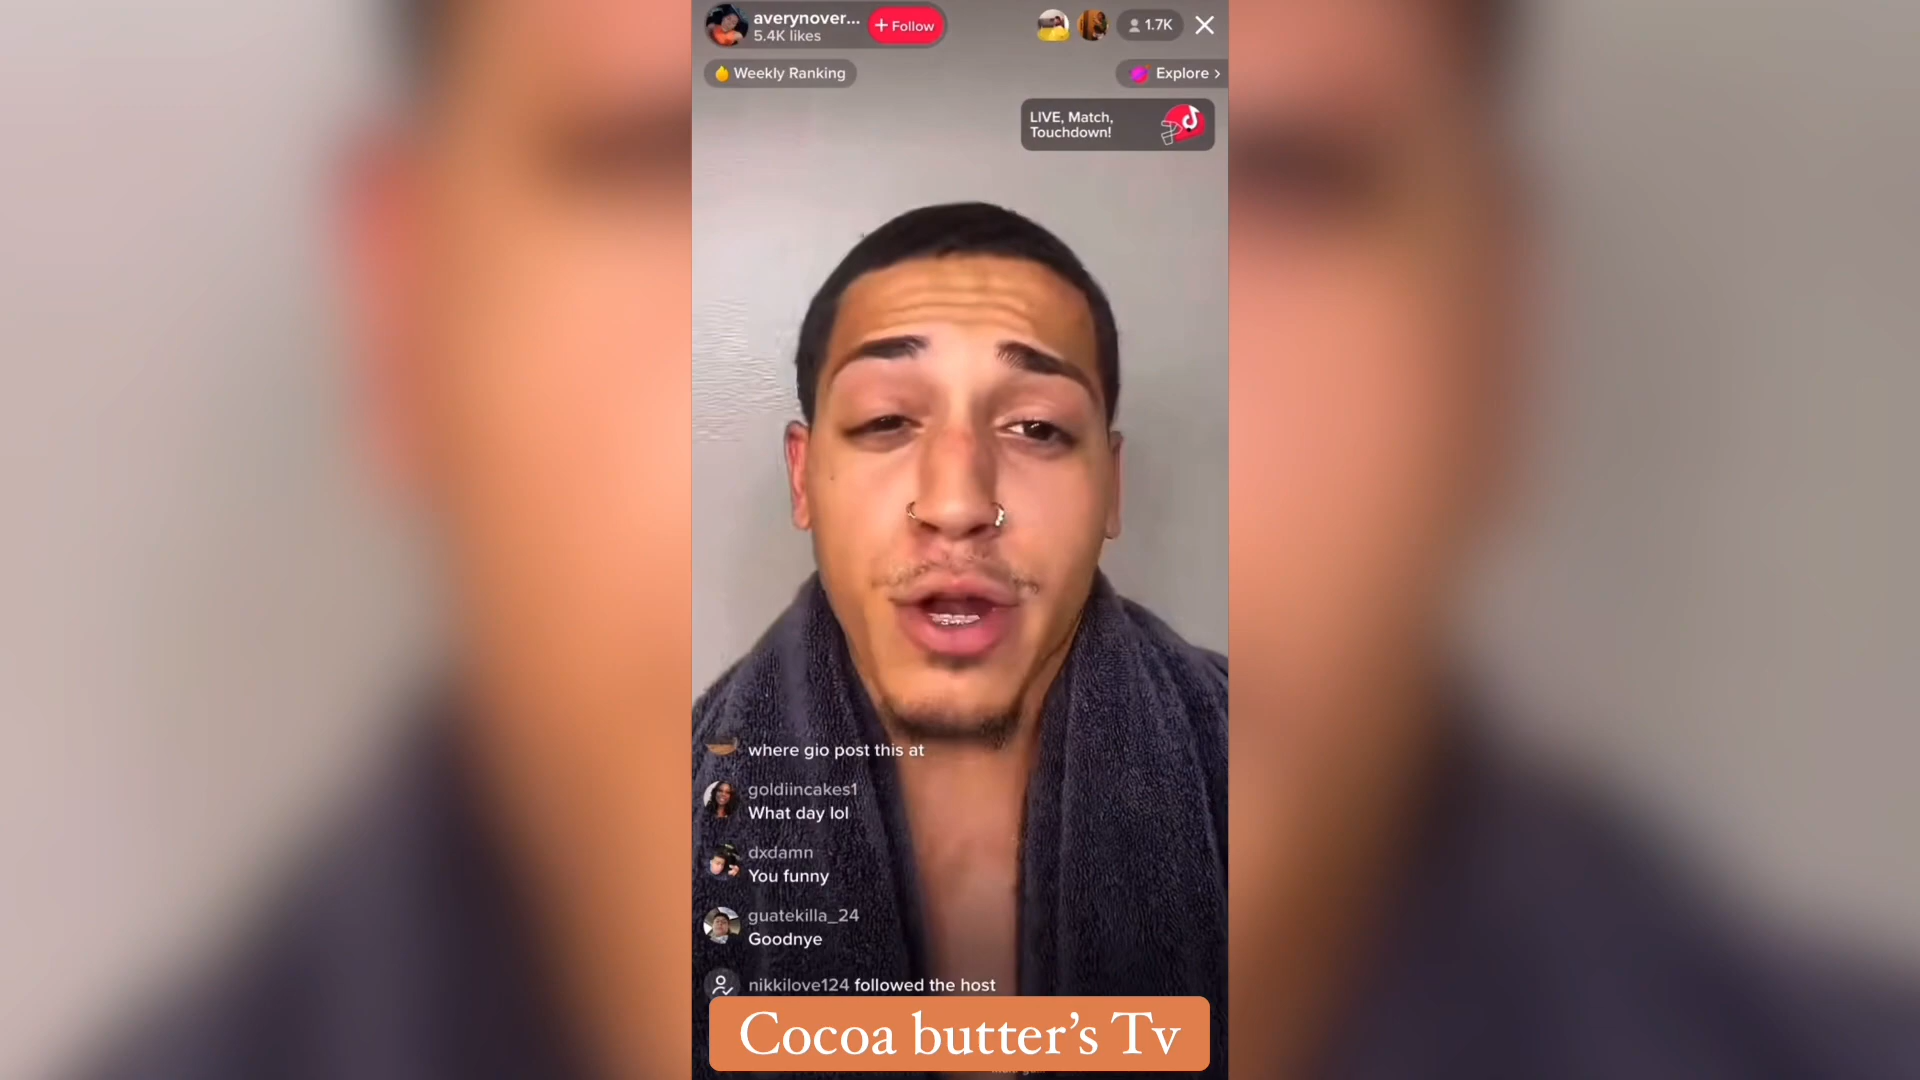 averynover...
5.4K likes
+ Follow
1.7K
Weekly Ranking
Explore >
LIVE, Match,
Touchdown!
where gio post this at
goldiincakes1
What day lol
dxdamn
You funny
guatekilla_24
Goodnye
nikkilove124 followed the host
Cocoa butter's Tv